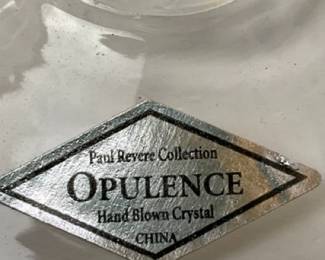 Paul Revere Collection
OPULENCE
Hand Blown Crystal
CHINA